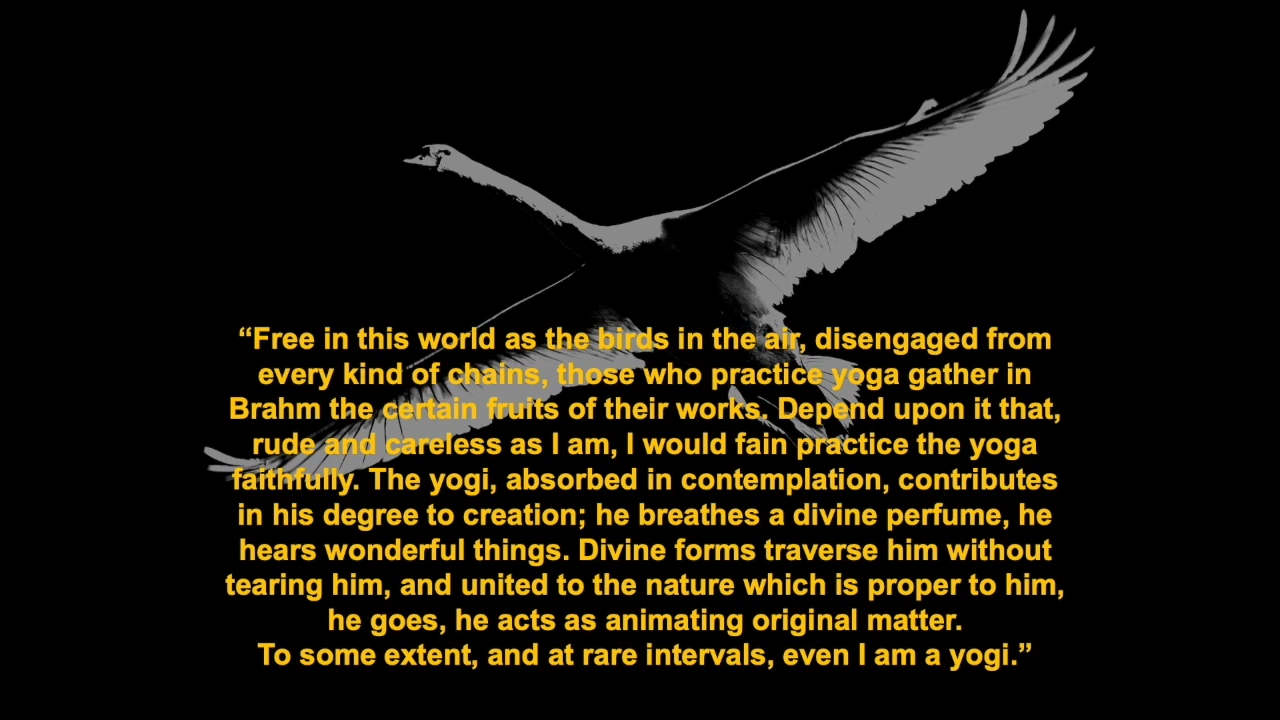 “Free in this world as the birds in the air, disengaged from
every kind of chains, those who practice yoga gather in
Brahm the certain fruits of their works. Depend upon it that,
rude and careless as I am, I would fain practice the yoga
faithfully. The yogi, absorbed in contemplation, contributes
in his degree to creation; he breathes a divine perfume, he
hears wonderful things. Divine forms traverse him without
tearing him, and united to the nature which is proper to him,
he goes, he acts as animating original matter.
To some extent, and at rare intervals, even I am a yogi.”